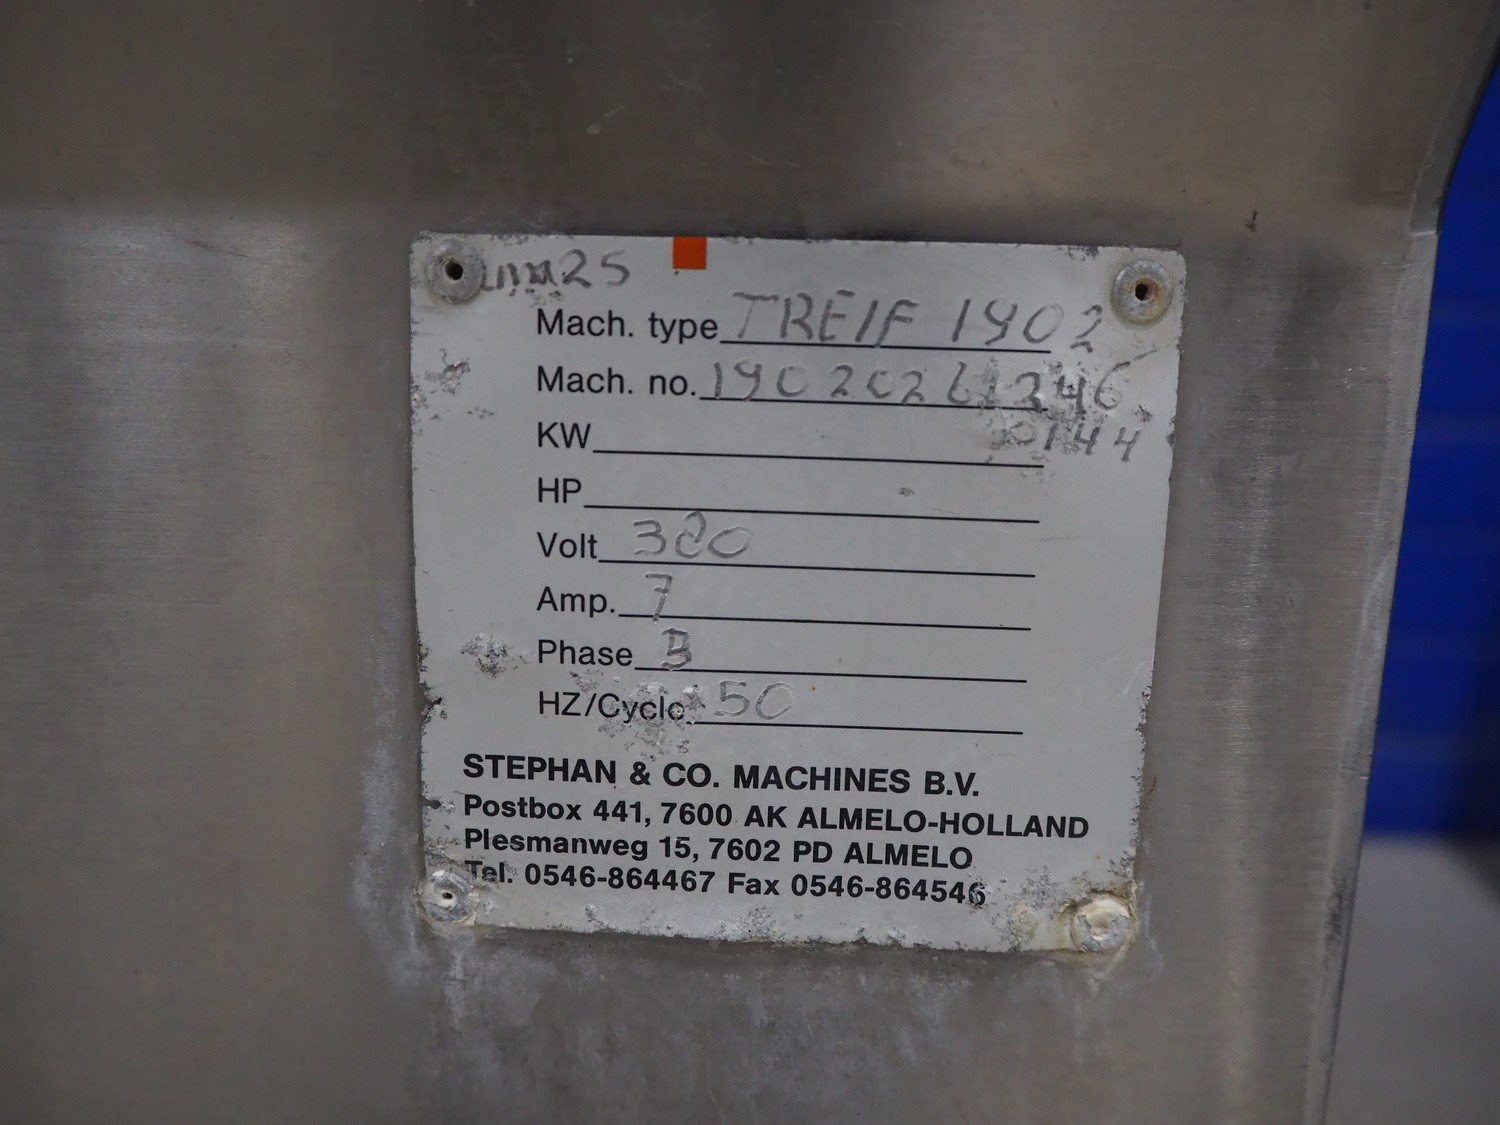 25
Mach. type TREIF 1902
Mach. no.
KW
HP
Volt 380
Amp. 7
Phase 3
HZ/Cycle 50
STEPHAN & CO. MACHINES B.V.
Postbox 441, 7600 AK ALMELO-HOLLAND
Plesmanweg 15, 7602 PD ALMELO
Tel. 0546-864467 Fax 0546-864546